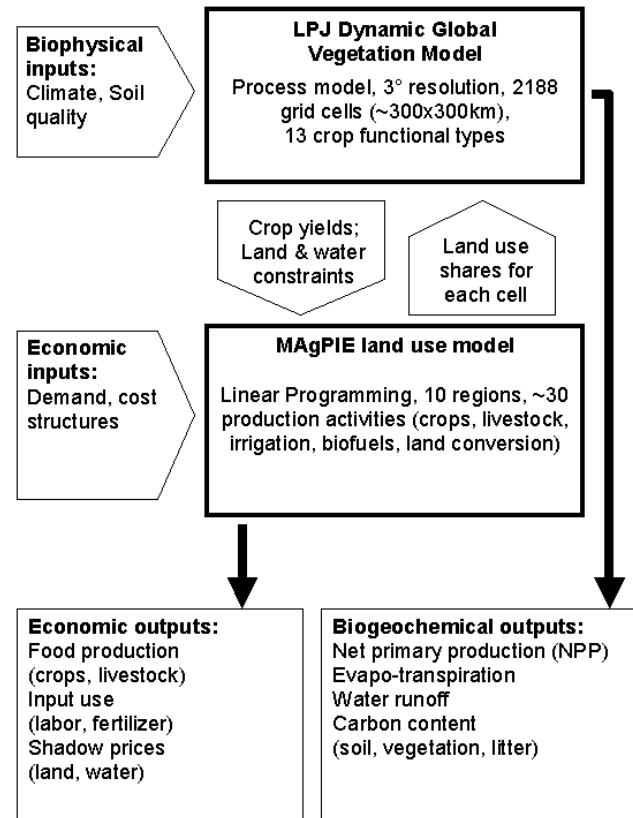 Biophysical
inputs:
Climate, Soil
quality
LPJ Dynamic Global
Vegetation Model
Process model, 3° resolution, 2188
grid cells (~300x300km),
13 crop functional types
Crop yields;
Land & water
constraints
Land use
shares for
each cell
Economic
inputs:
Demand, cost
structures
MAgPIE land use model
Linear Programming, 10 regions, ~30
production activities (crops, livestock,
irrigation, biofuels, land conversion)
Economic outputs:
Food production
(crops, livestock)
Input use
(labor, fertilizer)
Shadow prices
(land, water)
Biogeochemical outputs:
Net primary production (NPP)
Evapo-transpiration
Water runoff
Carbon content
(soil, vegetation, litter)